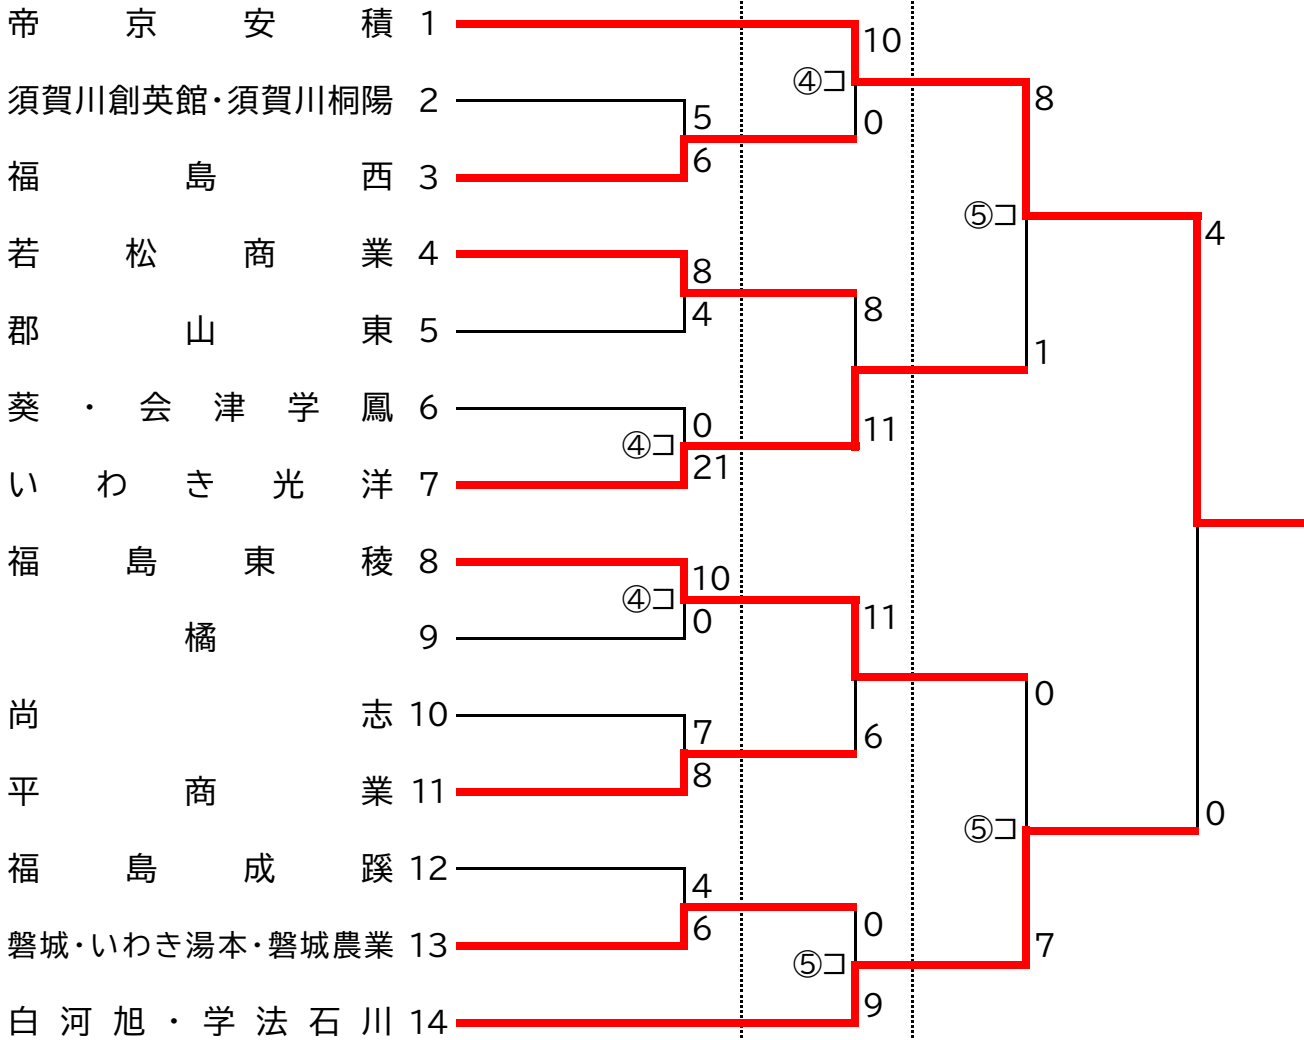 帝京安積 1
10
④コ
須賀川創英館・須賀川桐陽 2
8
5
0
6
福島西 3
⑤コ
4
若松商業 4
8
8
4
郡山東 5
1
葵・会津学鳳 6
0
11
④コ
21
いわき光洋 7
福島東稜 8
10
④コ
11
0
橘 9
0
尚志 10
7
6
8
平商業 11
0
⑤コ
福島成蹊 12
4
0
6
磐城・いわき湯本・磐城農業 13
7
⑤コ
9
白河旭・学法石川 14